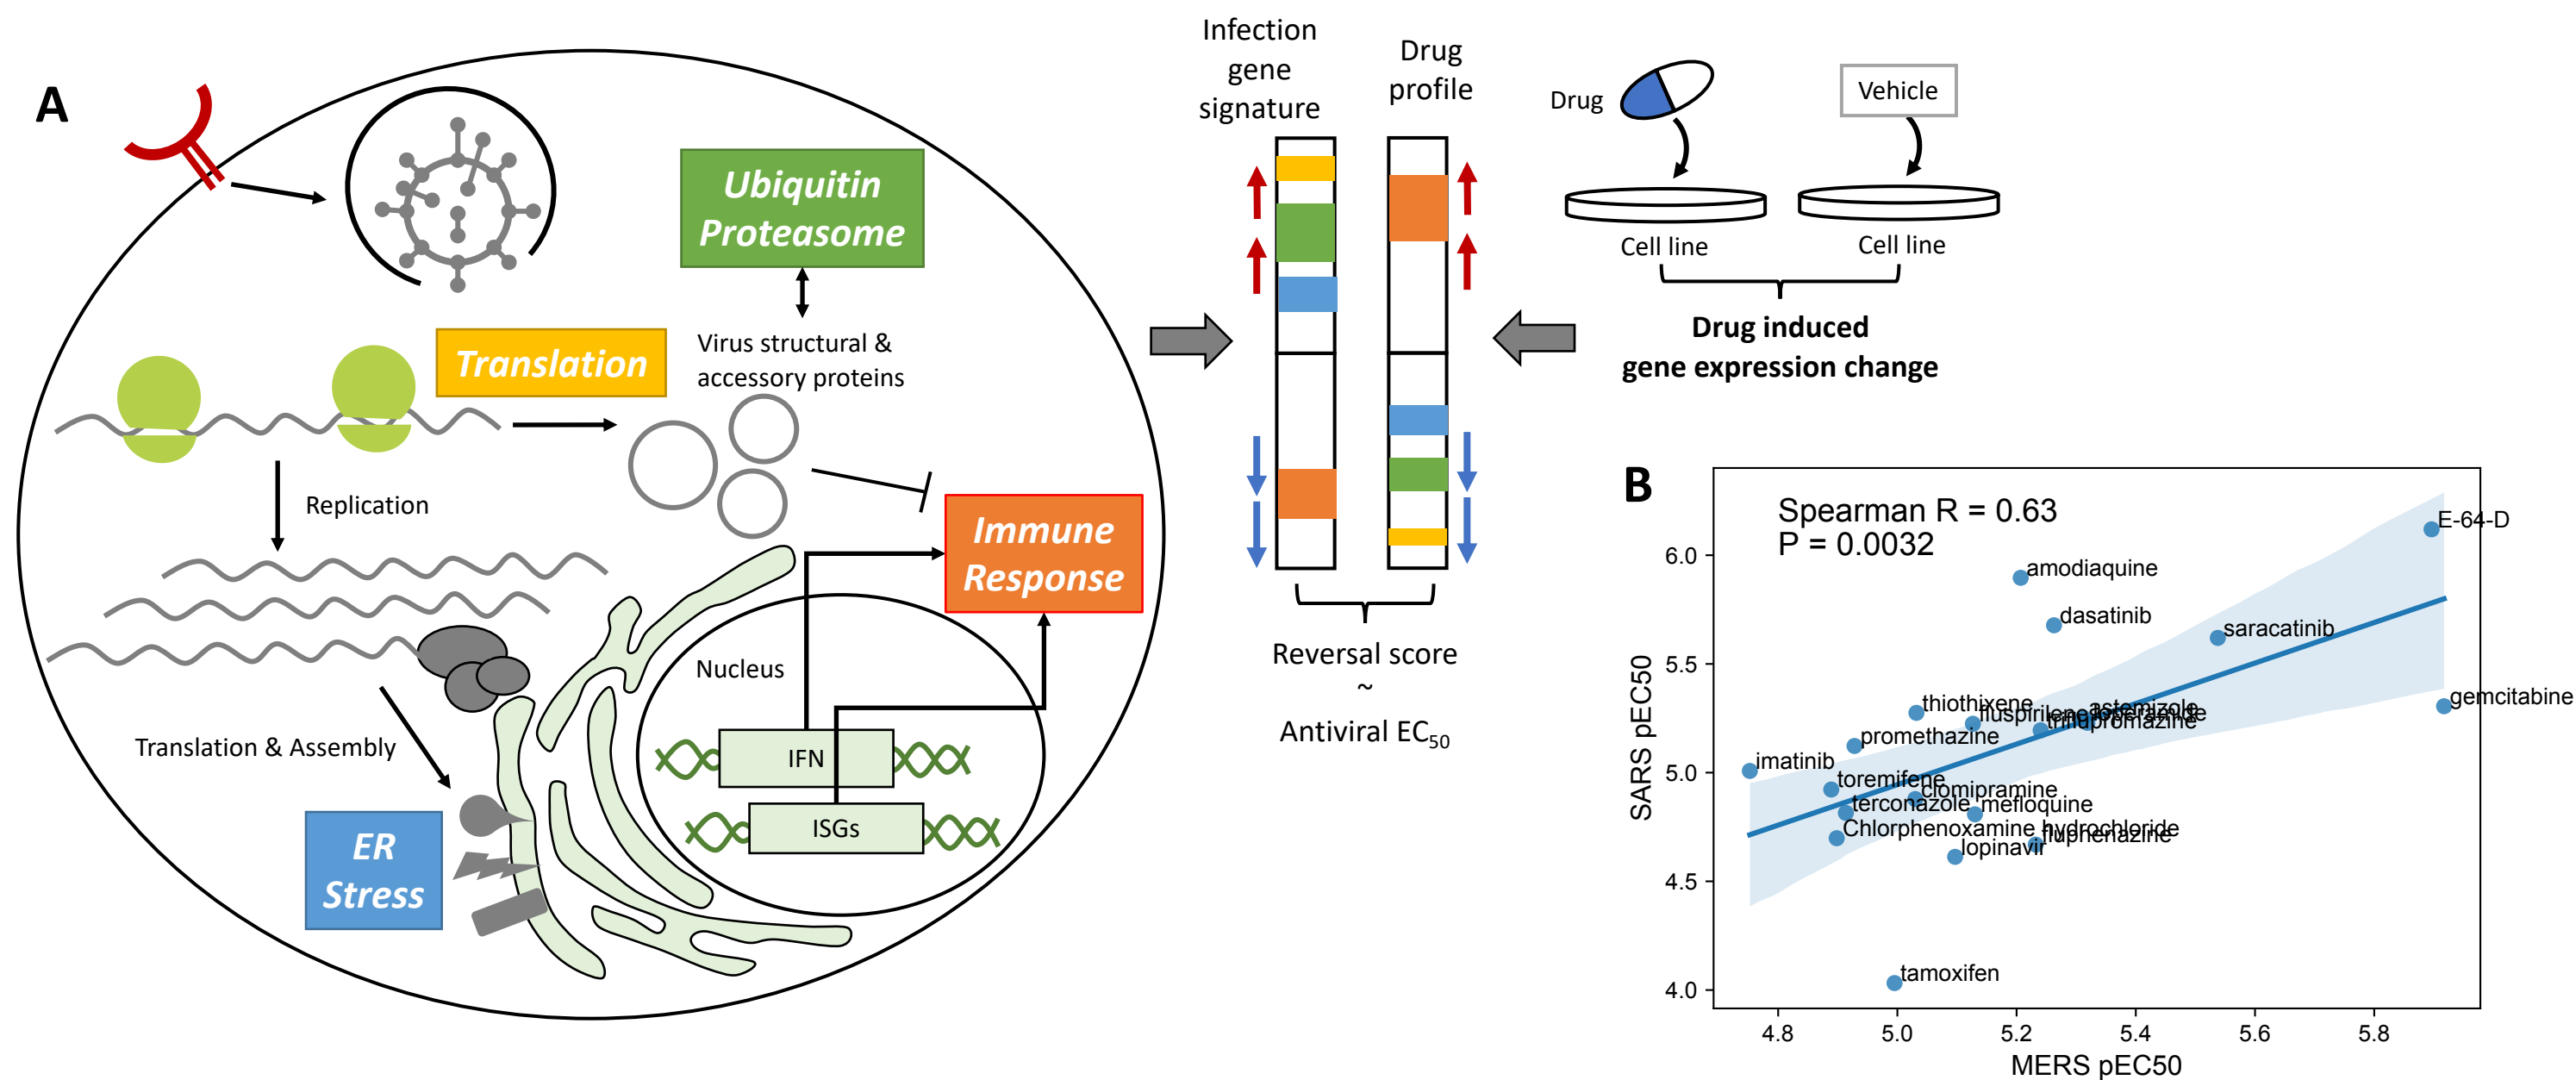 A
Ubiquitin
Proteasome
Translation
Virus structural &
accessory proteins
Replication
Immune
Response
Nucleus
IFN
ISGs
Translation & Assembly
ER
Stress
Infection
gene
signature
Drug
profile
Drug
Vehicle
Cell line
Cell line
Drug induced
gene expression change
Reversal score
~
Antiviral EC50
B
Spearman R = 0.63
P = 0.0032
E-64-D
amodiaquine
dasatinib
saracatinib
gemcitabine
thiothixene
fluspirilene
astemizole
loperamide
triflupromazine
promethazine
imatinib
toremifene
clomipramine
terconazole
mefloquine
Chlorphenoxamine hydrochloride
fluphenazine
lopinavir
tamoxifen
SARS pEC50
6.0
5.5
5.0
4.5
4.0
4.8
5.0
5.2
5.4
5.6
5.8
MERS pEC50